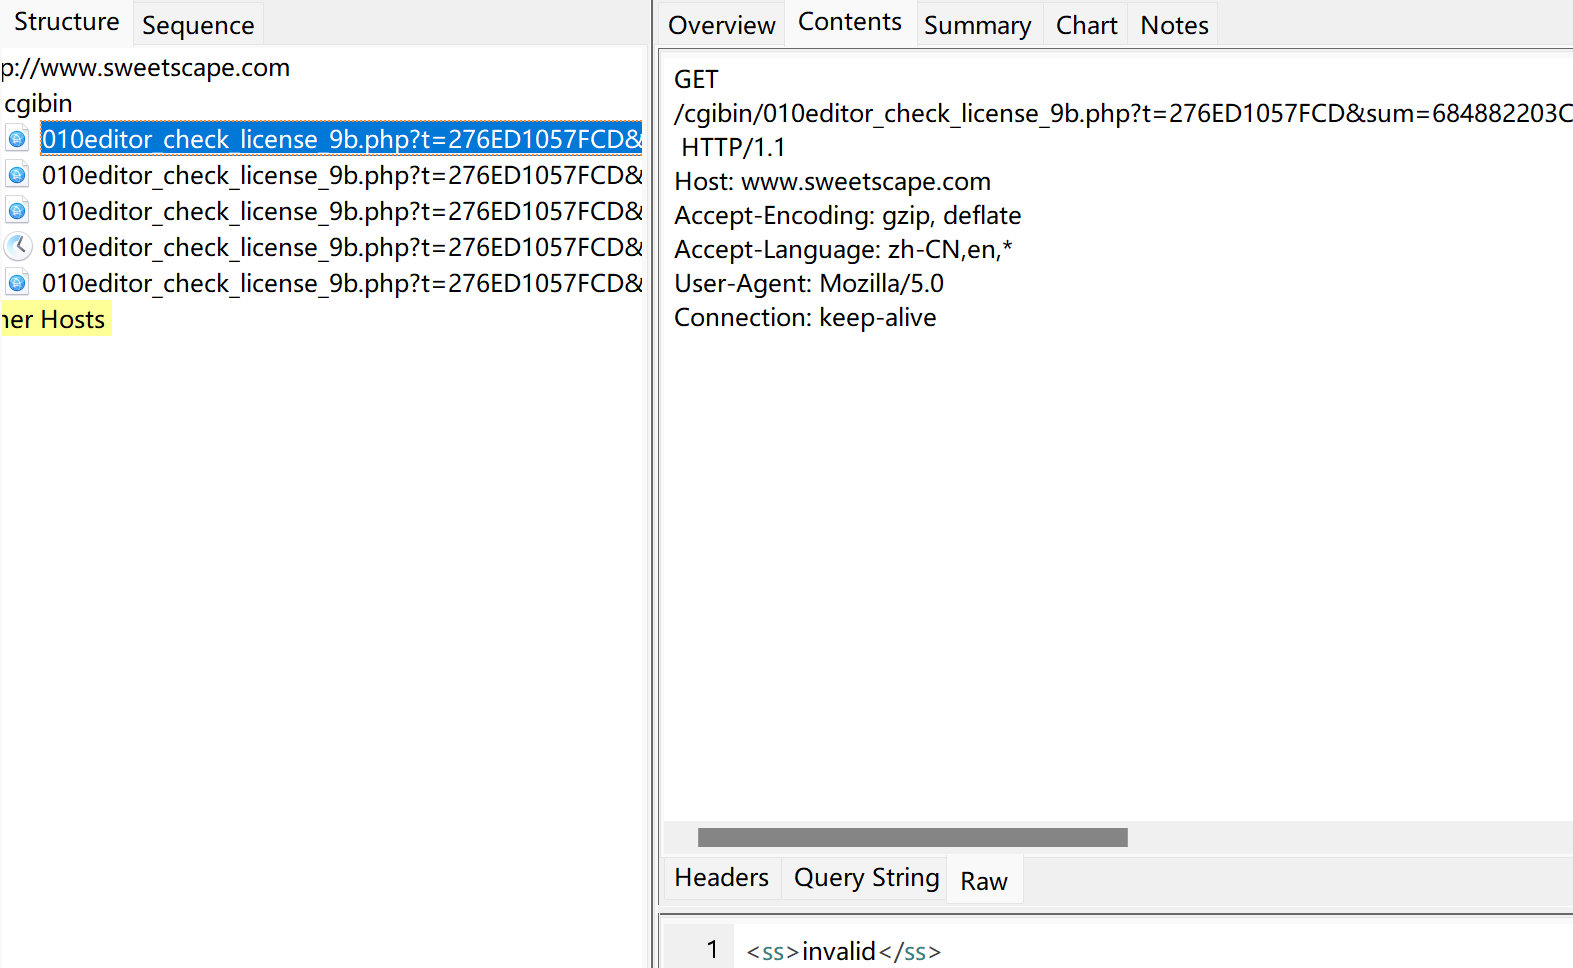 Structure Sequence
p://www.sweetscape.com
cgibin
010editor_check_license_9b.php?t=276ED1057FCD&
010editor_check_license_9b.php?t=276ED1057FCD&
010editor_check_license_9b.php?t=276ED1057FCD&
010editor_check_license_9b.php?t=276ED1057FCD&
010editor_check_license_9b.php?t=276ED1057FCD&
her Hosts
Overview Contents Summary Chart Notes
GET
/cgibin/010editor_check_license_9b.php?t=276ED1057FCD&sum=684882203C
HTTP/1.1
Host: www.sweetscape.com
Accept-Encoding: gzip, deflate
Accept-Language: zh-CN,en,*
User-Agent: Mozilla/5.0
Connection: keep-alive
Headers Query String Raw
1 <ss>invalid</ss>